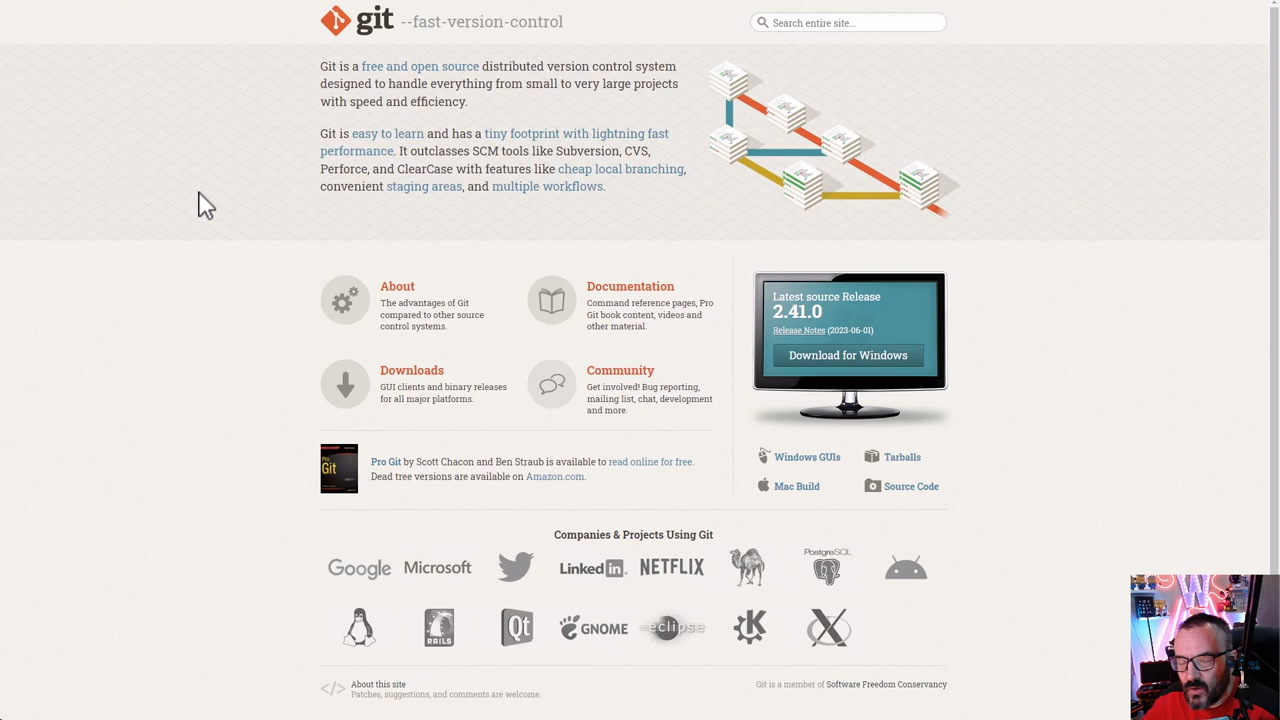 git --fast-version-control
Search entire site...
Git is a free and open source distributed version control system
designed to handle everything from small to very large projects
with speed and efficiency.
Git is easy to learn and has a tiny footprint with lightning fast
performance. It outclasses SCM tools like Subversion, CVS,
Perforce, and ClearCase with features like cheap local branching,
convenient staging areas, and multiple workflows.
About
The advantages of Git
compared to other source
control systems.
Documentation
Command reference pages, Pro
Git book content, videos and
other material.
Downloads
GUI clients and binary releases
for all major platforms.
Community
Get involved! Bug reporting,
mailing list, chat, development
and more.
Latest source Release
2.41.0
Release Notes (2023-06-01)
Download for Windows
Windows GUIs
Tarballs
Mac Build
Source Code
Pro
Git
Pro Git by Scott Chacon and Ben Straub is available to read online for free.
Dead tree versions are available on Amazon.com.
Companies & Projects Using Git
Google Microsoft LinkedIn NETFLIX PostgreSQL
RAILS Qt GNOME eclipse K X
</> About this site
Patches, suggestions, and comments are welcome.
Git is a member of Software Freedom Conservancy
W